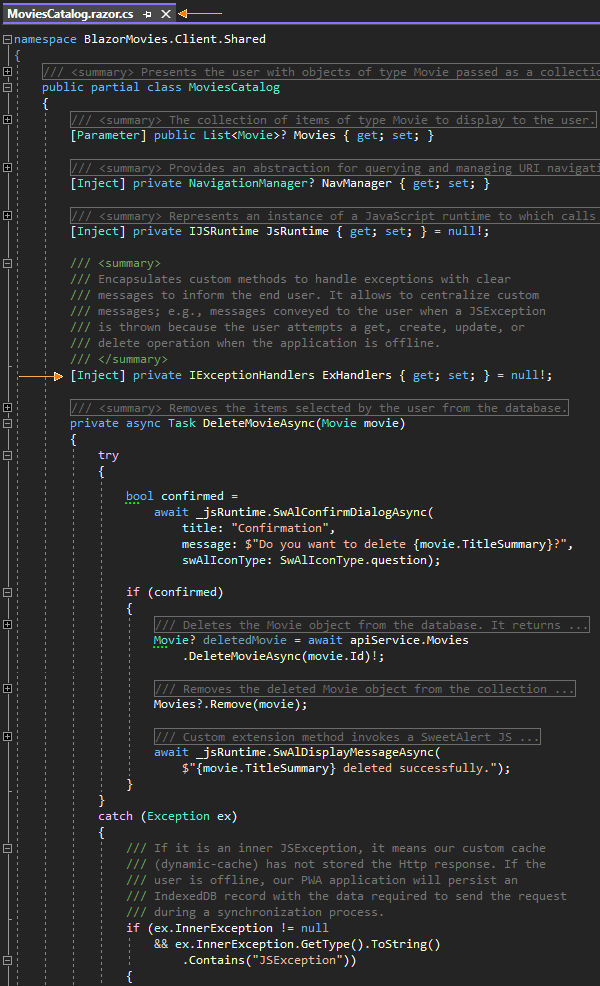 MoviesCatalog.razor.cs
namespace BlazorMovies.Client.Shared
{
/// <summary> Presents the user with objects of type Movie passed as a collectio
public partial class MoviesCatalog
{
/// <summary> The collection of items of type Movie to display to the user.
[Parameter] public List<Movie>? Movies { get; set; }
/// <summary> Provides an abstraction for querying and managing URI navigati
[Inject] private NavigationManager? NavManager { get; set; }
/// <summary> Represents an instance of a JavaScript runtime to which calls
[Inject] private IJSRuntime JsRuntime { get; set; } = null!;
/// <summary>
/// Encapsulates custom methods to handle exceptions with clear
/// messages to inform the end user. It allows to centralize custom
/// messages; e.g., messages conveyed to the user when a JSException
/// is thrown because the user attempts a get, create, update, or
/// delete operation when the application is offline.
/// </summary>
[Inject] private IExceptionHandlers ExHandlers { get; set; } = null!;
/// <summary> Removes the items selected by the user from the database.
private async Task DeleteMovieAsync(Movie movie)
{
try
{
bool confirmed =
await _jsRuntime.SwAlConfirmDialogAsync(
title: "Confirmation",
message: $"Do you want to delete {movie.TitleSummary}?",
swAlIconType: SwAlIconType.question);
if (confirmed)
{
/// Deletes the Movie object from the database. It returns ...
Movie? deletedMovie = await apiService.Movies
.DeleteMovieAsync(movie.Id)!;
/// Removes the deleted Movie object from the collection ...
Movies?.Remove(movie);
/// Custom extension method invokes a SweetAlert JS ...
await _jsRuntime.SwAlDisplayMessageAsync(
$"{movie.TitleSummary} deleted successfully.");
}
}
catch (Exception ex)
{
/// If it is an inner JSException, it means our custom cache
/// (dynamic-cache) has not stored the Http response. If the
/// user is offline, our PWA application will persist an
/// IndexedDB record with the data required to send the request
/// during a synchronization process.
if (ex.InnerException != null
&& ex.InnerException.GetType().ToString()
.Contains("JSException"))
{